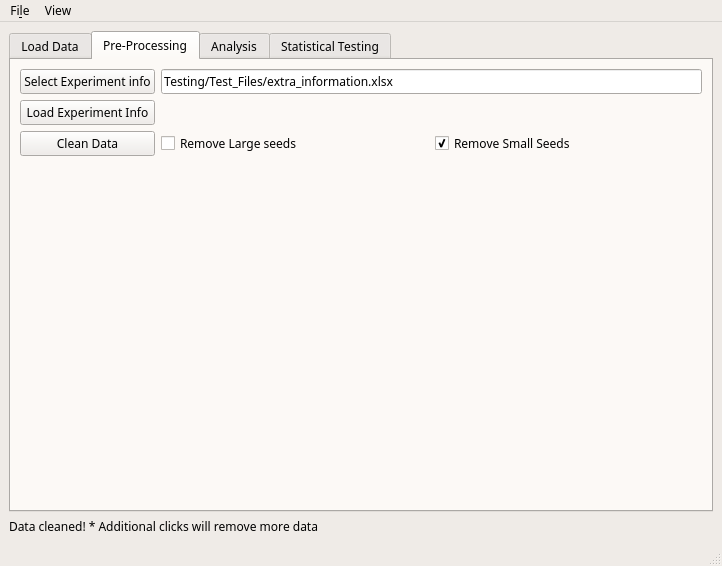 File View
Load Data Pre-Processing Analysis Statistical Testing
Select Experiment info Testing/Test_Files/extra_information.xlsx
Load Experiment Info
Clean Data Remove Large seeds Remove Small Seeds
Data cleaned! * Additional clicks will remove more data